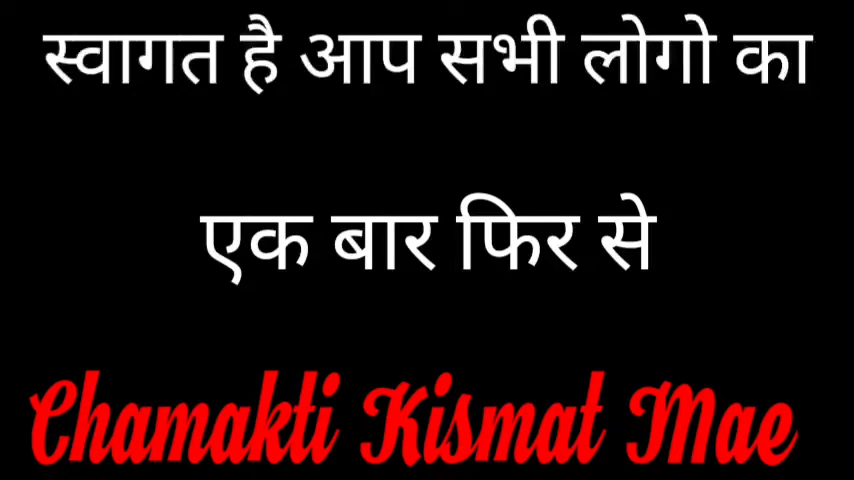 स्वागत है आप सभी लोगो का
एक बार फिर से
Chamakti Kismat Mae